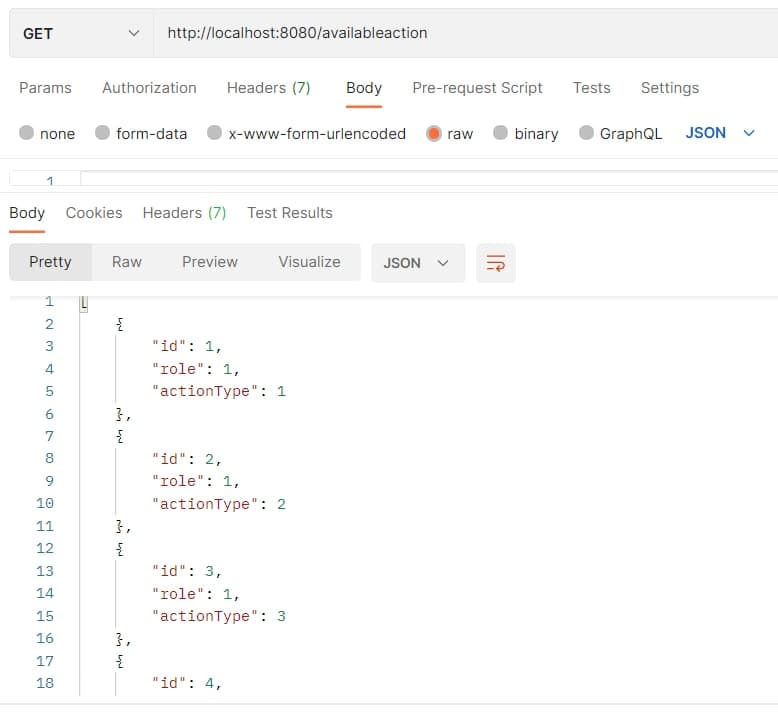 GET http://localhost:8080/availableaction
Params Authorization Headers (7) Body Pre-request Script Tests Settings
none form-data x-www-form-urlencoded raw binary GraphQL JSON
1
Body Cookies Headers (7) Test Results
Pretty Raw Preview Visualize JSON
1 [
2 {
3 "id": 1,
4 "role": 1,
5 "actionType": 1
6 },
7 {
8 "id": 2,
9 "role": 1,
10 "actionType": 2
11 },
12 {
13 "id": 3,
14 "role": 1,
15 "actionType": 3
16 },
17 {
18 "id": 4,